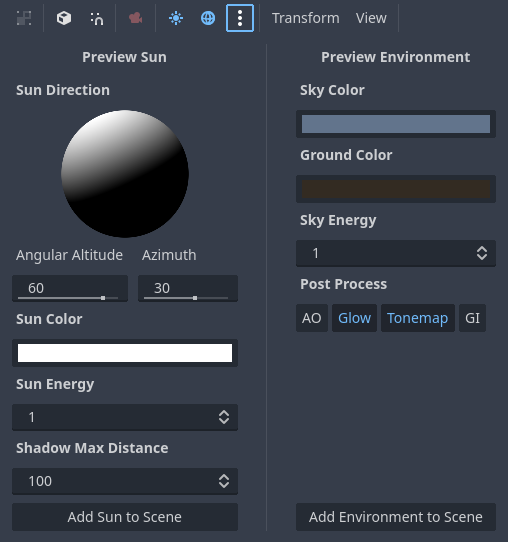 Transform View
Preview Sun
Sun Direction
Angular Altitude Azimuth
60 30
Sun Color
Sun Energy
1
Shadow Max Distance
100
Add Sun to Scene
Preview Environment
Sky Color
Ground Color
Sky Energy
1
Post Process
AO Glow Tonemap GI
Add Environment to Scene